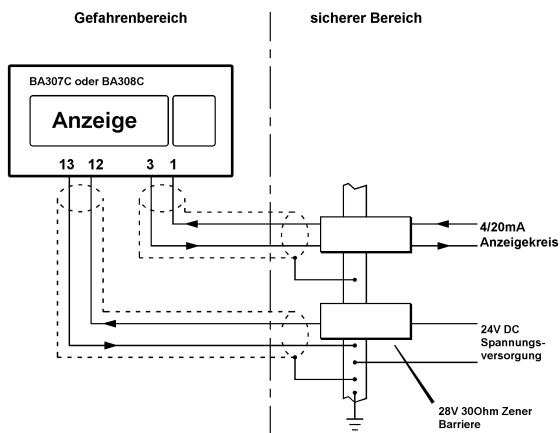 Gefahrenbereich
sicherer Bereich
BA307C oder BA308C
Anzeige
13 12 3 1
4/20mA
Anzeigekreis
24V DC
Spannungs-
versorgung
28V 30Ohm Zener
Barriere